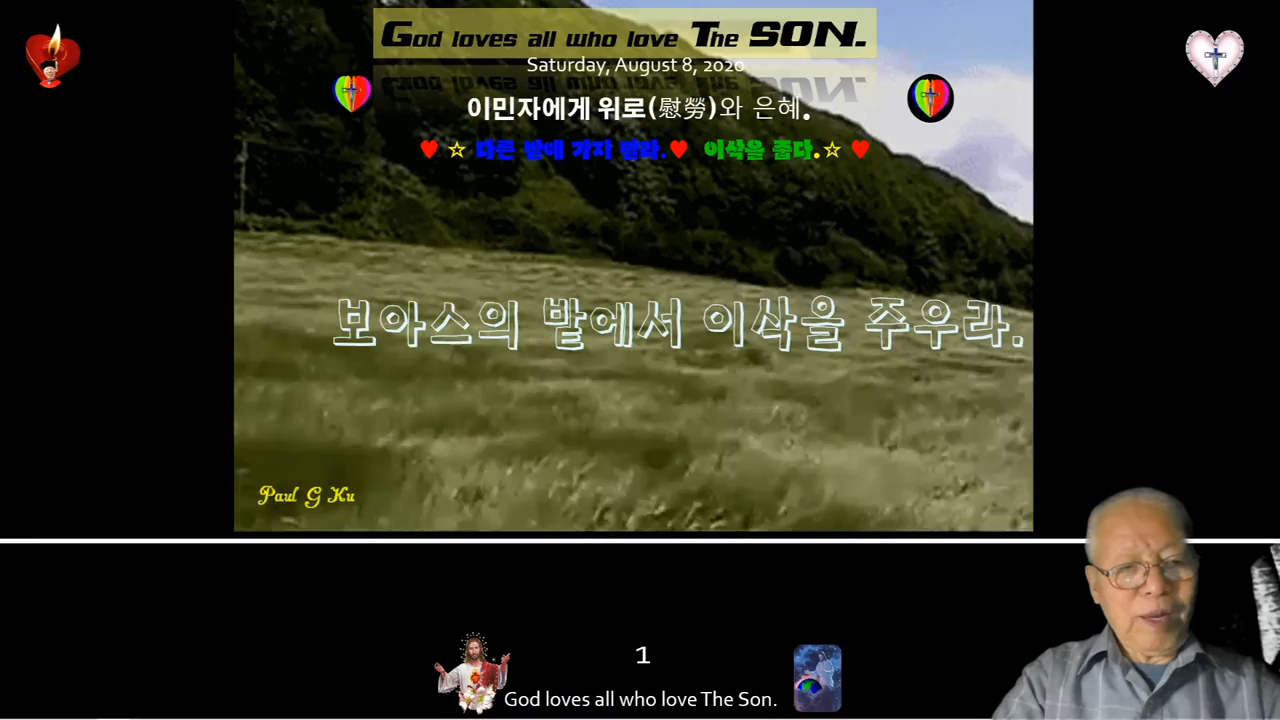 God loves all who love The SON.
Saturday, August 8, 2020
이민자에게 위로(慰勞)와 은혜.
♥ ☆ 다른 밭에 가지 말라.♥ 이삭을 줍다.☆ ♥
보아스의 밭에서 이삭을 주우라.
Paul G Ku
1
God loves all who love The Son.